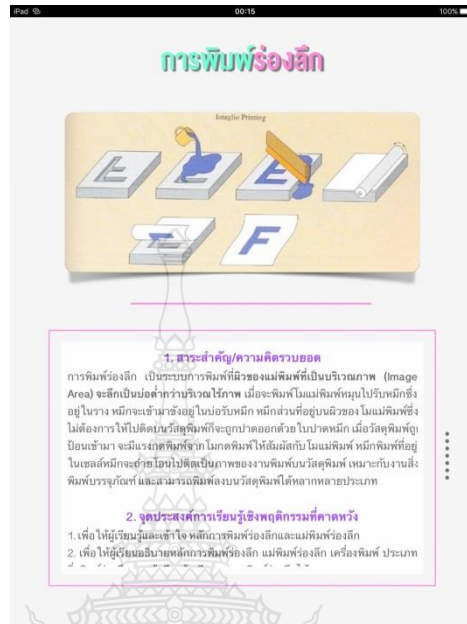 iPad
00:15
100%
การพิมพ์ร่องลึก
Intaglio Printing
E
E
E
F
1. สาระสำคัญ/ความคิดรวบยอด
การพิมพ์ร่องลึก เป็นระบบการพิมพ์ที่ผิวของแม่พิมพ์ที่เป็นบริเวณภาพ (Image
Area) จะลึกเป็นบ่อต่ำกว่าบริเวณไร้ภาพ เมื่อจะพิมพ์โมแม่พิมพ์หมุนไปรับหมึกซึ่ง
อยู่ในราง หมึกจะเข้ามาขังอยู่ในบ่อรับหมึก หมึกส่วนที่อยู่บนผิวของ โมแม่พิมพ์ซึ่ง
ไม่ต้องการให้ไปติดบนวัสดุพิมพ์ก็จะถูกปาดออกด้วยใบปาดหมึก เมื่อวัสดุพิมพ์ถูก
ป้อนเข้ามา จะมีแรงกดพิมพ์จากโมกดพิมพ์ให้สัมผัสกับโมแม่พิมพ์ หมึกพิมพ์ที่อยู่
ในเซลล์หมึกจะถ่ายโอนไปติดเป็นภาพของงานพิมพ์บนวัสดุพิมพ์ เหมาะกับงานสิ่ง
พิมพ์บรรจุภัณฑ์ และสามารถพิมพ์ลงบนวัสดุพิมพ์ได้หลากหลายประเภท
2. จุดประสงค์การเรียนรู้เชิงพฤติกรรมที่คาดหวัง
1. เพื่อให้ผู้เรียนรู้และเข้าใจ หลักการพิมพ์ร่องลึกและแม่พิมพ์ร่องลึก
2. เพื่อให้ผู้เรียนอธิบายหลักการพิมพ์ร่องลึก แม่พิมพ์ร่องลึก เครื่องพิมพ์ ประเภท